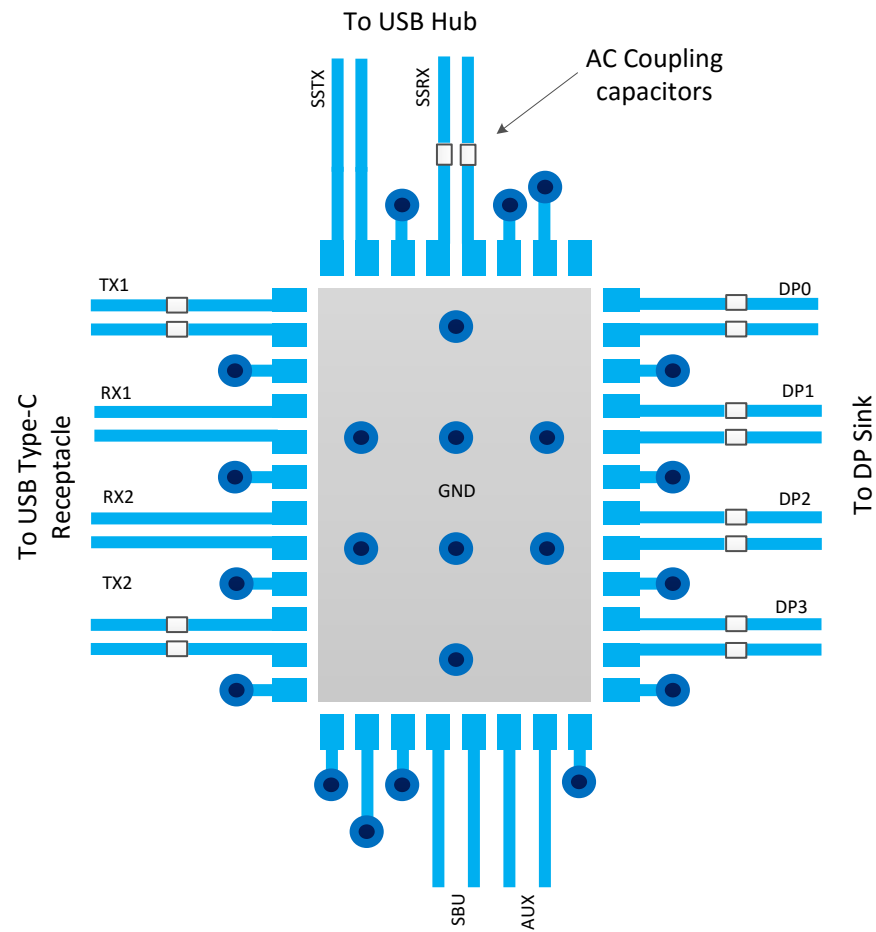 To USB Hub
AC Coupling
capacitors
SSTX
SSRX
TX1
DP0
RX1
DP1
To USB Type-C
Receptacle
To DP Sink
GND
RX2
DP2
TX2
DP3
SBU
AUX